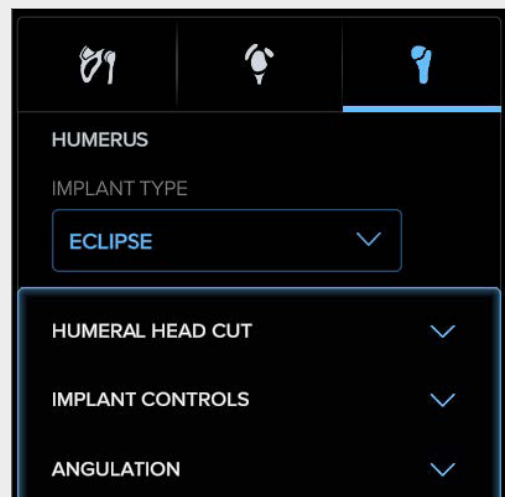 HUMERUS
IMPLANT TYPE
ECLIPSE
HUMERAL HEAD CUT
IMPLANT CONTROLS
ANGULATION